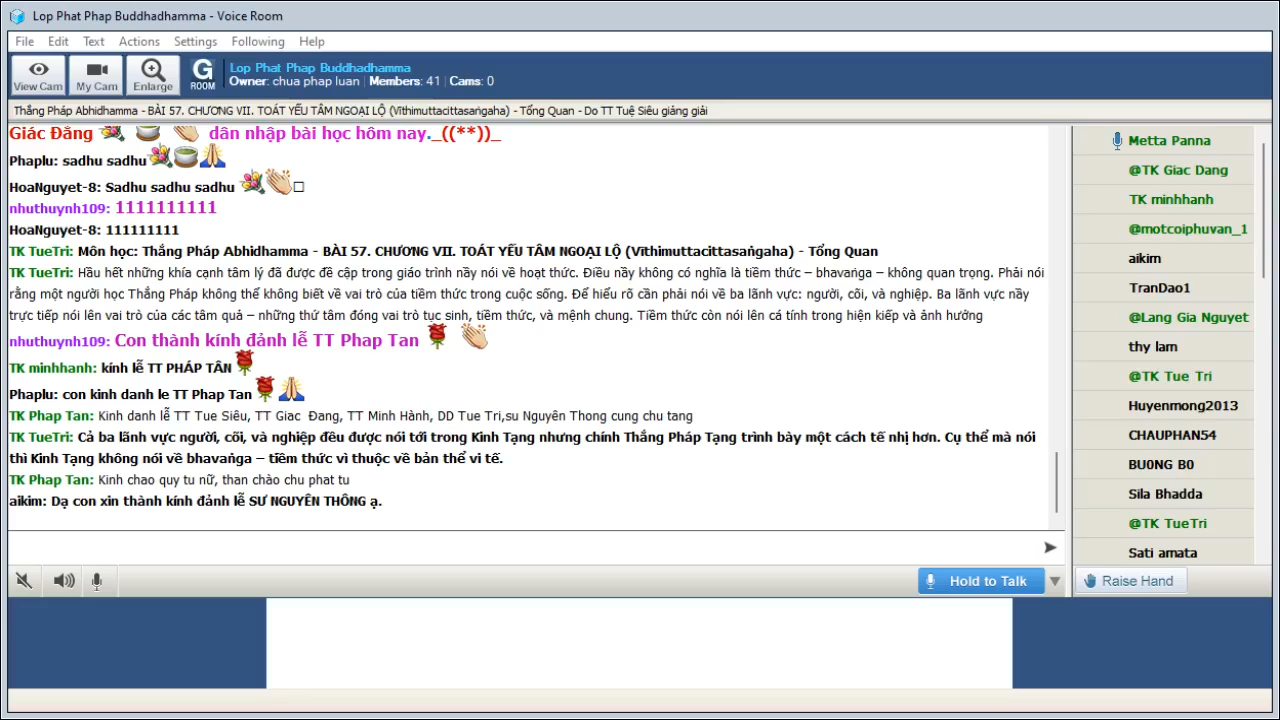 Lop Phat Phap Buddhadhamma - Voice Room
File Edit Text Actions Settings Following Help
View Cam My Cam Enlarge G ROOM
Lop Phat Phap Buddhadhamma
Owner: chua phap luan | Members: 41 | Cams: 0
Thắng Pháp Abhidhamma - BÀI 57. CHƯƠNG VII. TOÁT YẾU TÂM NGOẠI LỘ (Vīthimuttacittasaṅgaha) - Tổng Quan - Do TT Tuệ Siêu giảng giải
Giác Đẳng dẫn nhập bài học hôm nay._((**))_
Phaplu: sadhu sadhu
HoaNguyet-8: Sadhu sadhu sadhu
nhuthuynh109: 1111111111
HoaNguyet-8: 111111111
TK TueTri: Môn học: Thắng Pháp Abhidhamma - BÀI 57. CHƯƠNG VII. TOÁT YẾU TÂM NGOẠI LỘ (Vīthimuttacittasaṅgaha) - Tổng Quan
TK TueTri: Hầu hết những khía cạnh tâm lý đã được đề cập trong giáo trình nầy nói về hoạt thức. Điều nầy không có nghĩa là tiềm thức – bhavaṅga – không quan trọng. Phải nói
rằng một người học Thắng Pháp không thể không biết về vai trò của tiềm thức trong cuộc sống. Để hiểu rõ cần phải nói về ba lãnh vực: người, cõi, và nghiệp. Ba lãnh vực nầy
trực tiếp nói lên vai trò của các tâm quả – những thứ tâm đóng vai trò tục sinh, tiềm thức, và mệnh chung. Tiềm thức còn nói lên cá tính trong hiện kiếp và ảnh hưởng
nhuthuynh109: Con thành kính đảnh lễ TT Phap Tan
TK minhhanh: kính lễ TT PHÁP TÂN
Phaplu: con kinh danh le TT Phap Tan
TK Phap Tan: Kinh danh lễ TT Tue Siêu, TT Giac Đang, TT Minh Hành, DD Tue Tri,su Nguyên Thong cung chu tang
TK TueTri: Cả ba lãnh vực người, cõi, và nghiệp đều được nói tới trong Kinh Tạng nhưng chính Thắng Pháp Tạng trình bày một cách tế nhị hơn. Cụ thể mà nói
thì Kinh Tạng không nói về bhavaṅga – tiềm thức vì thuộc về bản thể vi tế.
TK Phap Tan: Kinh chao quy tu nữ, than chào chu phat tu
aikim: Dạ con xin thành kính đảnh lễ SƯ NGUYÊN THÔNG ạ.
Hold to Talk
Metta Panna
@TK Giac Dang
TK minhhanh
@motcoiphuvan_1
aikim
TranDao1
@Lang Gia Nguyet
thy lam
@TK Tue Tri
Huyenmong2013
CHAUPHAN54
BU0NG B0
Sila Bhadda
@TK TueTri
Sati amata
Raise Hand